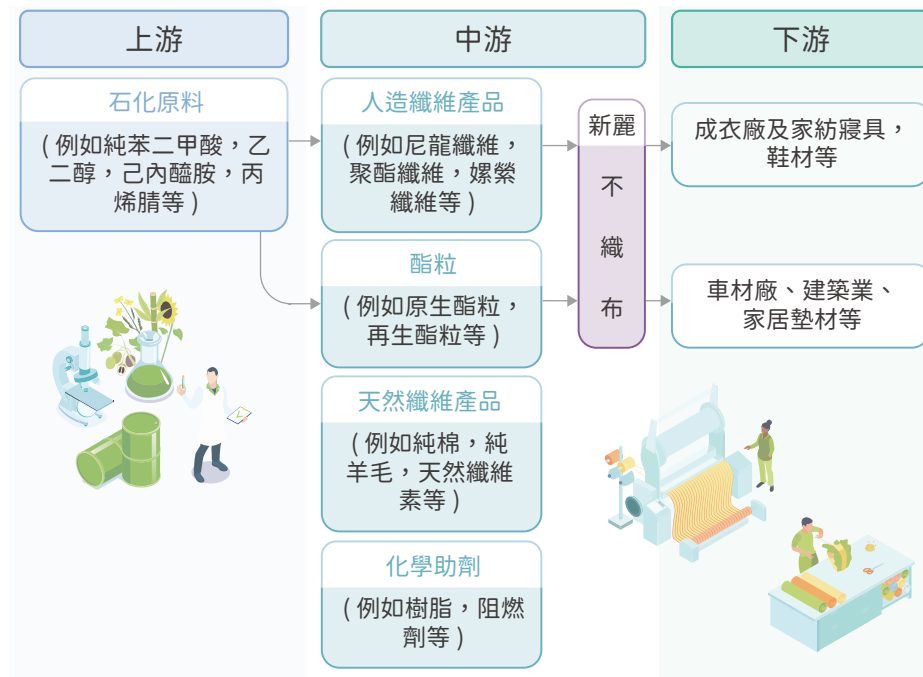 上游
石化原料
(例如純苯二甲酸,乙
二醇,己內醯胺,丙
烯腈等)
中游
人造纖維產品
(例如尼龍纖維,
聚酯纖維,嫘縈
纖維等)
酯粒
(例如原生酯粒,
再生酯粒等)
天然纖維產品
(例如純棉,純
羊毛,天然纖維
素等)
化學助劑
(例如樹脂,阻燃
劑等)
新麗
不
織
布
下游
成衣廠及家紡寢具,
鞋材等
車材廠、建築業、
家居墊材等